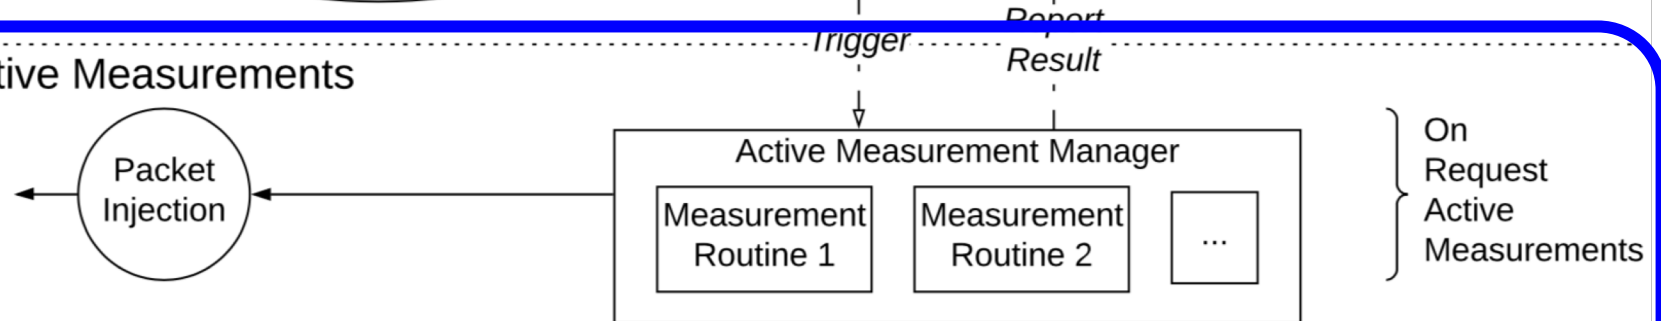 Report
Trigger
Result
tive Measurements
Packet
Injection
Active Measurement Manager
Measurement
Routine 1
Measurement
Routine 2
...
On
Request
Active
Measurements